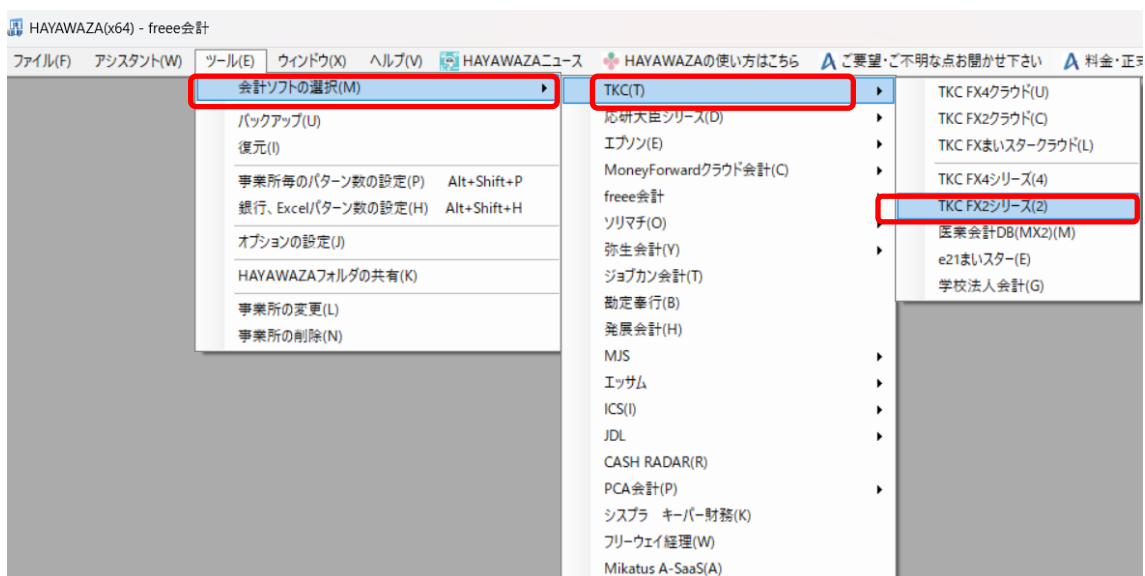 HAYAWAZA(x64) - freee会計
ファイル(F) アシスタント(W) ツール(E) ウィンドウ(X) ヘルプ(V) HAYAWAZAニュース HAYAWAZAの使い方はこちら ご要望・ご不明な点お聞かせ下さい 料金・正式
会計ソフトの選択(M)
バックアップ(U)
復元(I)
事業所毎のパターン数の設定(P) Alt+Shift+P
銀行、Excelパターン数の設定(H) Alt+Shift+H
オプションの設定(J)
HAYAWAZAフォルダの共有(K)
事業所の変更(L)
事業所の削除(N)
TKC(T)
応研大臣シリーズ(D)
エプソン(E)
MoneyForwardクラウド会計(C)
freee会計
ソリマチ(O)
弥生会計(Y)
ジョブカン会計(T)
勘定奉行(B)
発展会計(H)
MJS
エッサム
ICS(I)
JDL
CASH RADAR(R)
PCA会計(P)
シスプラ キーパー財務(K)
フリーウェイ経理(W)
Mikatus A-SaaS(A)
TKC FX4クラウド(U)
TKC FX2クラウド(C)
TKC FXまいスタークラウド(L)
TKC FX4シリーズ(4)
TKC FX2シリーズ(2)
医業会計DB(MX2)(M)
e21まいスター(E)
学校法人会計(G)